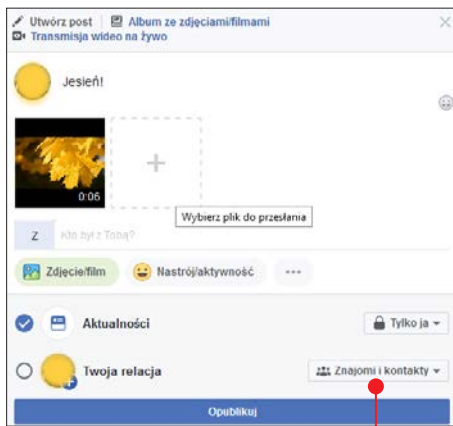 Utwórz post Album ze zdjęciami/filmami
Transmisja wideo na żywo
Jesień!
0:06
Wybierz plik do przesłania
Z Kto był z Tobą?
Zdjęcie/film Nastrój/aktywność
Aktualności Tylko ja
Twoja relacja Znajomi i kontakty
Opublikuj